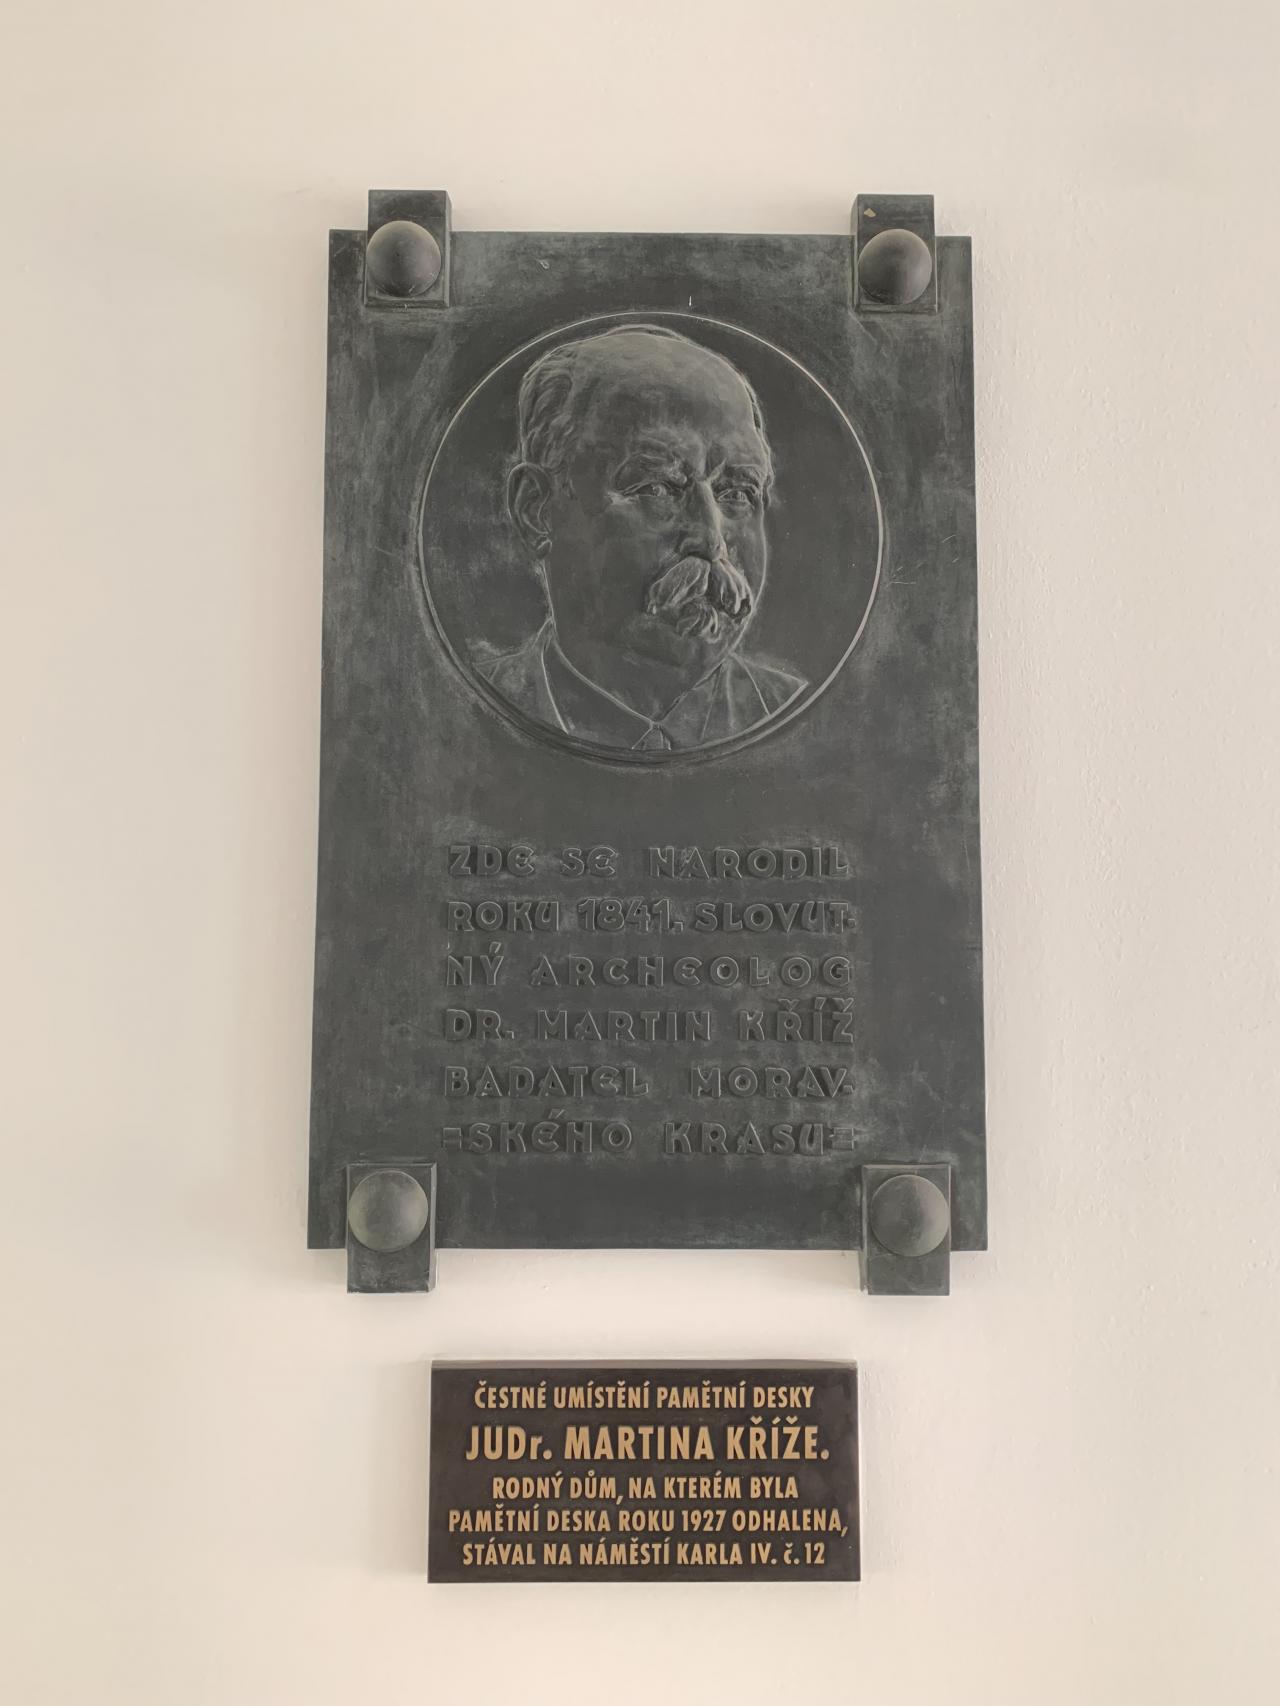 ZDE SE NARODIL
ROKU 1841. SLOVUT-
NÝ ARCHEOLOG
DR. MARTIN KŘÍŽ
BADATEL MORAV-
=SKÉHO KRASU=
ČESTNÉ UMÍSTĚNÍ PAMĚTNÍ DESKY
JUDr. MARTINA KŘÍŽE.
RODNÝ DŮM, NA KTERÉM BYLA
PAMĚTNÍ DESKA ROKU 1927 ODHALENA,
STÁVAL NA NÁMĚSTÍ KARLA IV. č. 12